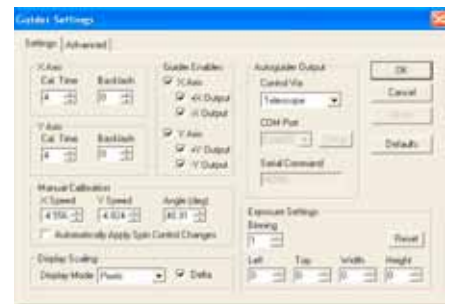 Guider Settings
Settings Advanced
X Axis
Cal. Time Backlash
4 0
Y Axis
Cal. Time Backlash
4 0
Guider Enables
X Axis
+X Output
-X Output
Y Axis
+Y Output
-Y Output
Autoguider Output
Control Via
Telescope
COM Port
Serial Command
OK
Cancel
Defaults
Manual Calibration
X Speed Y Speed Angle (deg)
Automatically Apply Spin Control Changes
Display Scaling
Display Mode Pixels Delta
Exposure Settings
Binning
1 Reset
Left Top Width Height
0 0 0 0